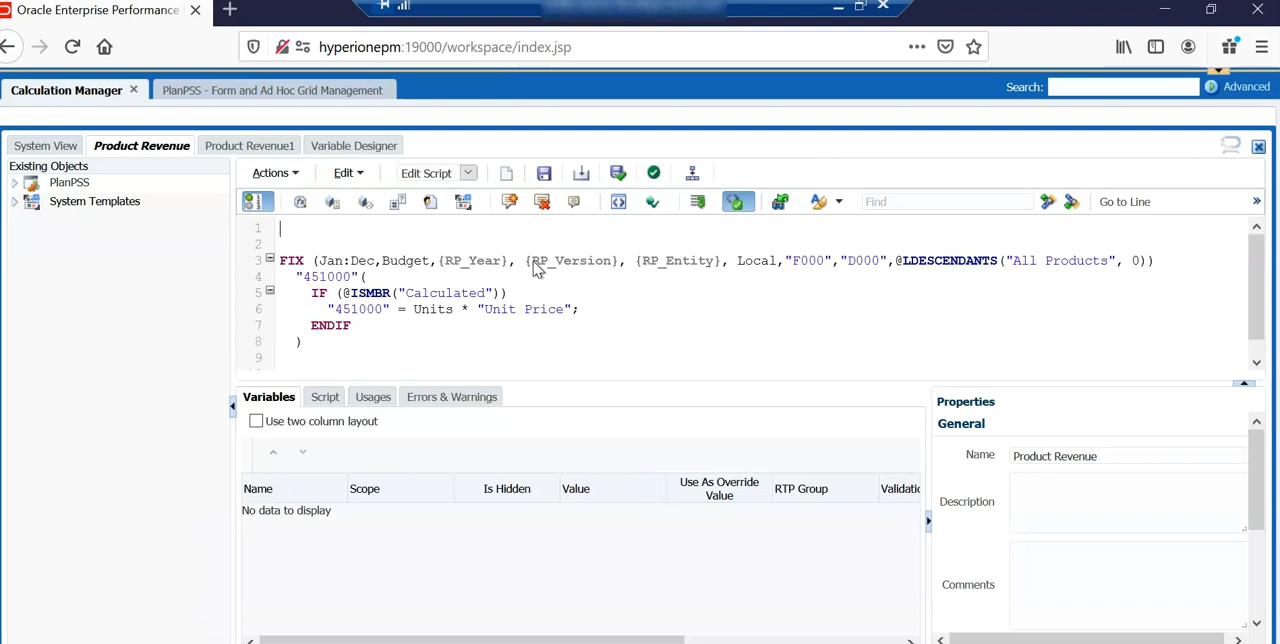 Oracle Enterprise Performance
hyperionepm:19000/workspace/index.jsp
Calculation Manager
PlanPSS - Form and Ad Hoc Grid Management
Search:
Advanced
System View
Product Revenue
Product Revenue1
Variable Designer
Existing Objects
PlanPSS
System Templates
Actions
Edit
Edit Script
Find
Go to Line
»
1
2
3 FIX (Jan:Dec,Budget,{RP_Year}, {RP_Version}, {RP_Entity}, Local,"F000","D000",@LDESCENDANTS("All Products", 0))
4 "451000"(
5 IF (@ISMBR("Calculated"))
6 "451000" = Units * "Unit Price";
7 ENDIF
8 )
9
Variables
Script
Usages
Errors & Warnings
Use two column layout
Name
Scope
Is Hidden
Value
Use As Override
Value
RTP Group
Validatio
No data to display
Properties
General
Name
Product Revenue
Description
Comments